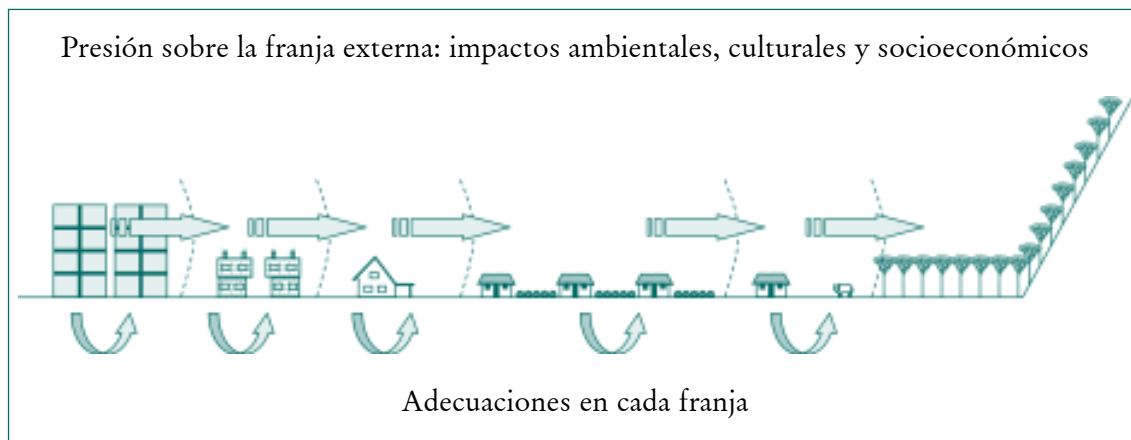 Presión sobre la franja externa: impactos ambientales, culturales y socioeconómicos
Adecuaciones en cada franja